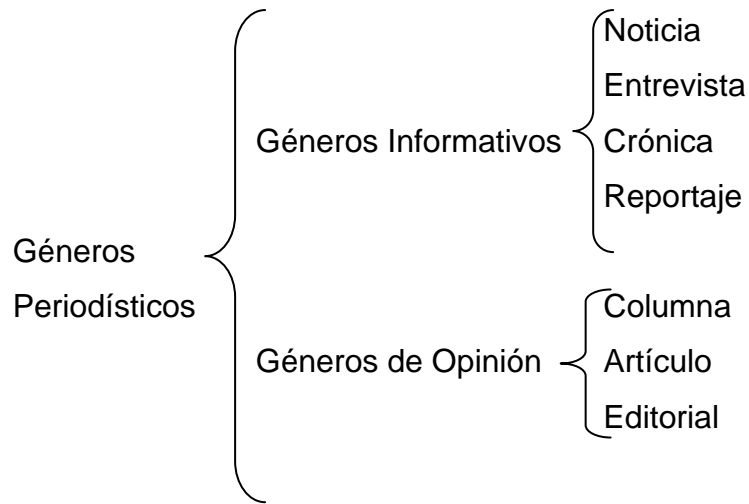 Géneros
Periodísticos
Géneros Informativos
Noticia
Entrevista
Crónica
Reportaje
Géneros de Opinión
Columna
Artículo
Editorial